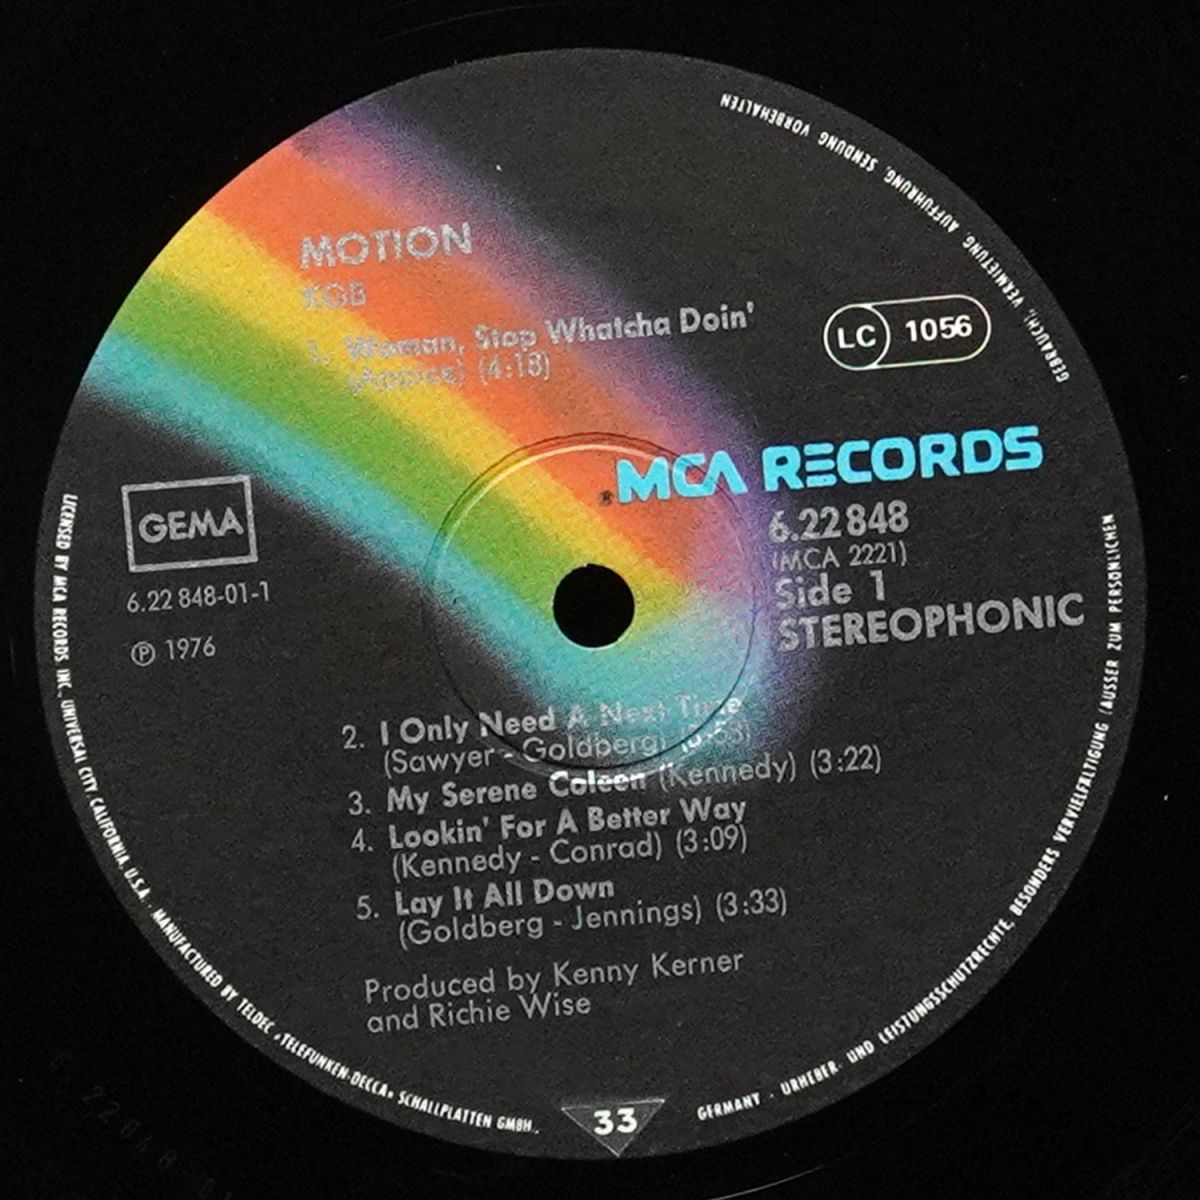 MOTION
KGB
1. Woman, Stop Whatcha Doin'
(Appice) (4:18)
LC 1056
® MCA RECORDS
6.22 848
(MCA 2221)
Side 1
STEREOPHONIC
GEMA
6.22 848-01-1
℗ 1976
2. I Only Need A Next Time
(Sawyer - Goldberg)
3. My Serene Coleen (Kennedy) (3:22)
4. Lookin' For A Better Way
(Kennedy - Conrad) (3:09)
5. Lay It All Down
(Goldberg - Jennings) (3:33)
Produced by Kenny Kerner
and Richie Wise
33
LICENSED BY MCA RECORDS INC., UNIVERSAL CITY, CALIFORNIA, U.S.A. · MANUFACTURED BY TELDEC »TELEFUNKEN-DECCA« SCHALLPLATTEN GMBH.,
GERMANY · URHEBER- UND LEISTUNGSSCHUTZRECHTE, BESONDERS VERVIELFÄLTIGUNG (AUSSER ZUM PERSÖNLICHEN
GEBRAUCH), VERMIETUNG, AUFFÜHRUNG, SENDUNG VORBEHALTEN